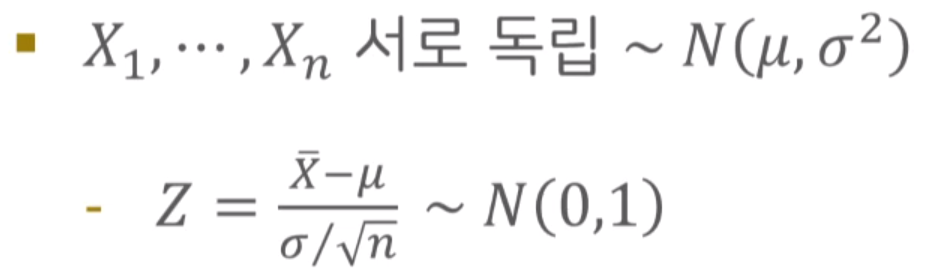 ▪ X₁, ⋯ , Xₙ 서로 독립 ~ N(μ, σ²)
- Z = (X̄−μ)/(σ/√n) ~ N(0,1)